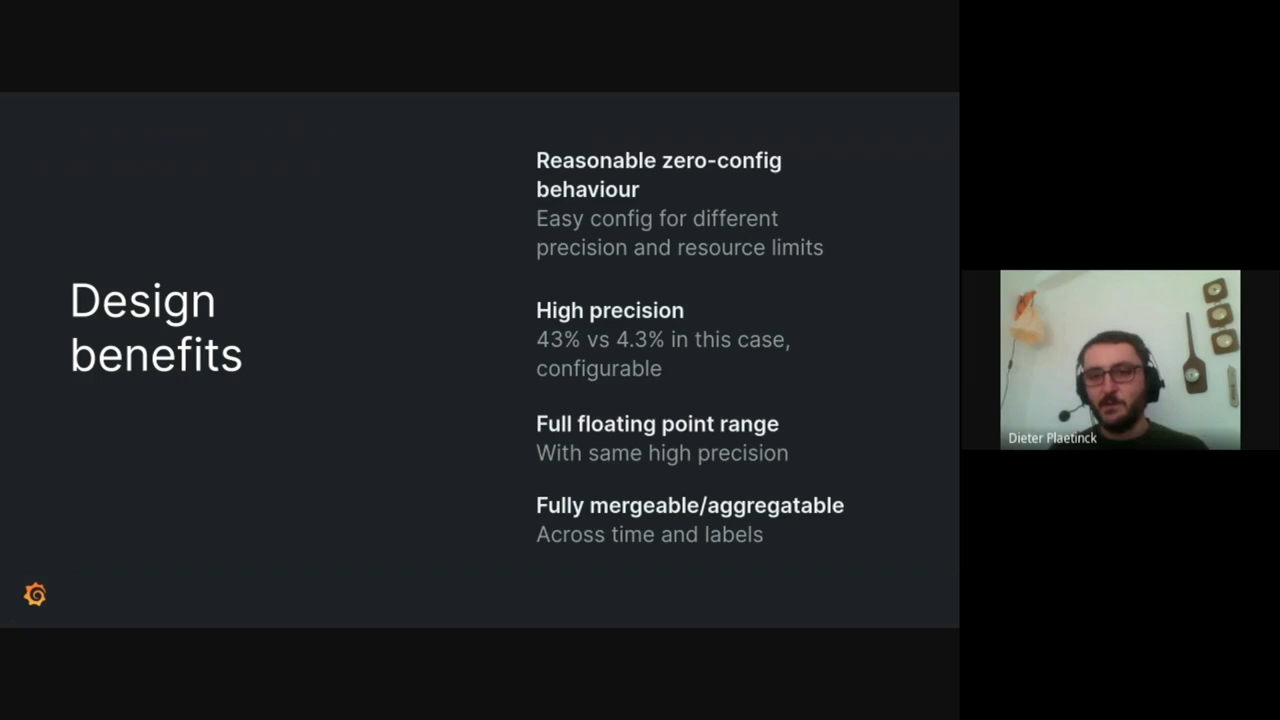 Design
benefits
Reasonable zero-config
behaviour
Easy config for different
precision and resource limits
High precision
43% vs 4.3% in this case,
configurable
Full floating point range
With same high precision
Fully mergeable/aggregatable
Across time and labels
Dieter Plaetinck